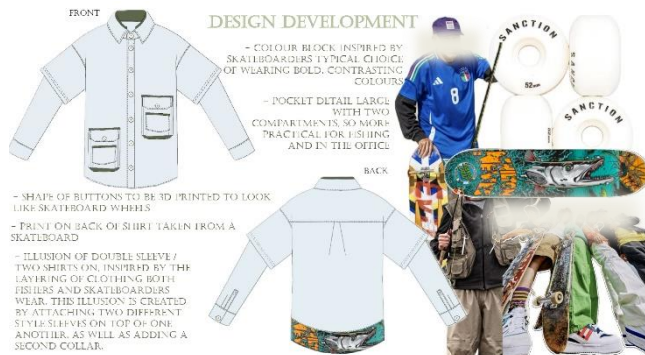 FRONT
DESIGN DEVELOPMENT
- COLOUR BLOCK INSPIRED BY
SKATEBOARDERS TYPICAL CHOICE
OF WEARING BOLD, CONTRASTING
COLOURS
- POCKET DETAIL LARGE
WITH TWO
COMPARTMENTS, SO MORE
PRACTICAL FOR FISHING
AND IN THE OFFICE
BACK
- SHAPE OF BUTTONS TO BE 3D PRINTED TO LOOK
LIKE SKATEBOARD WHEELS
- PRINT ON BACK OF SHIRT TAKEN FROM A
SKATEBOARD
- ILLUSION OF DOUBLE SLEEVE /
TWO SHIRTS ON, INSPIRED BY THE
LAYERING OF CLOTHING BOTH
FISHERS AND SKATEBOARDERS
WEAR. THIS ILLUSION IS CREATED
BY ATTACHING TWO DIFFERENT
STYLE SLEEVES ON TOP OF ONE
ANOTHER, AS WELL AS ADDING A
SECOND COLLAR.
SANCTION
52mm
SANCTION
8